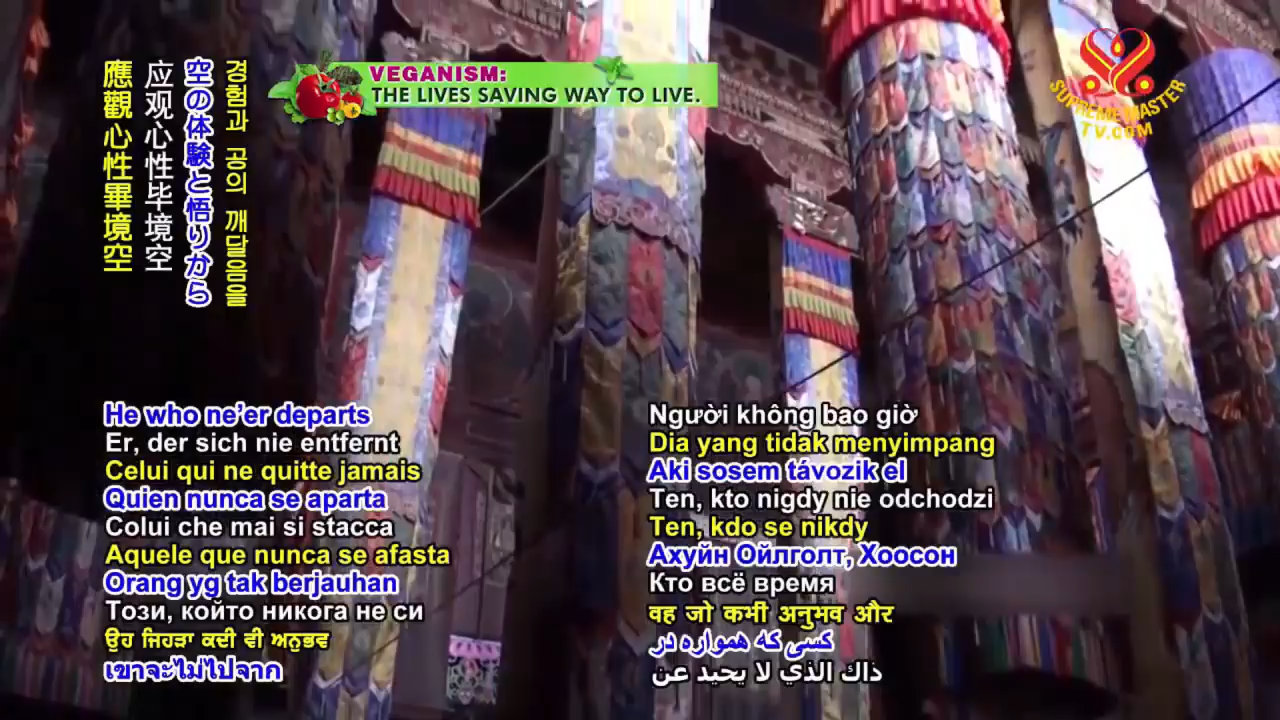 應觀心性畢境空
应观心性毕境空
空の体験と悟りから
경험과 공의 깨달음을
VEGANISM:
THE LIVES SAVING WAY TO LIVE.
SUPREME MASTER
TV.COM
He who ne’er departs
Er, der sich nie entfernt
Celui qui ne quitte jamais
Quien nunca se aparta
Colui che mai si stacca
Aquele que nunca se afasta
Orang yg tak berjauhan
Този, който никога не си
ਉਹ ਜਿਹੜਾ ਕਦੀ ਵੀ ਅਨੁਭਵ
เขาจะไม่ไปจาก
Người không bao giờ
Dia yang tidak menyimpang
Aki sosem távozik el
Ten, kto nigdy nie odchodzi
Ten, kdo se nikdy
Ахуйн Ойлголт, Хоосон
Кто всё время
वह जो कभी अनुभव और
کسی که همواره در
ذاك الذي لا يحيد عن